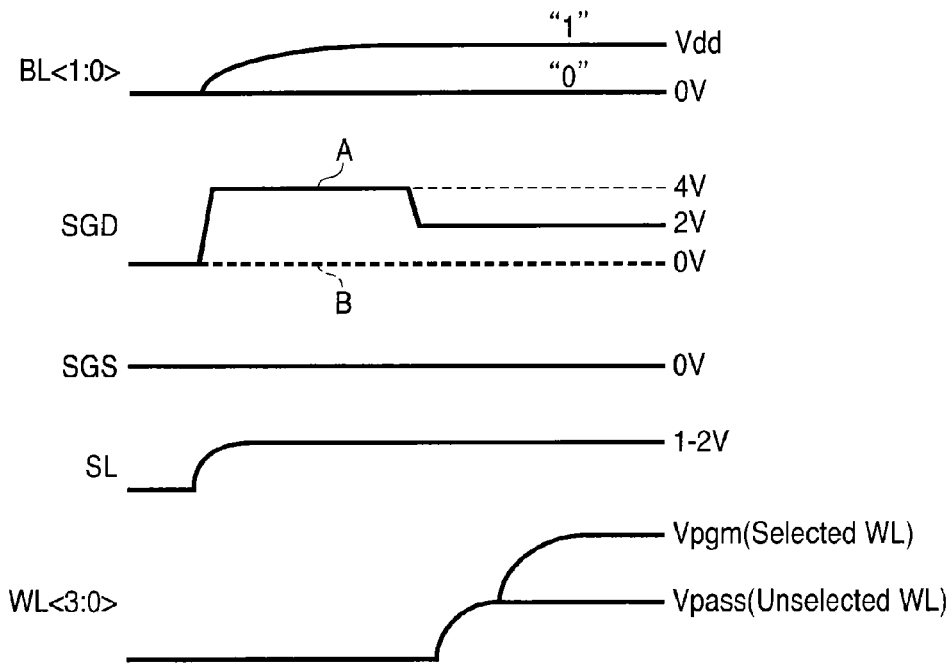 BL<1:0>
“1”
Vdd
“0”
0V
SGD
A
4V
2V
0V
B
SGS
0V
SL
1-2V
WL<3:0>
Vpgm(Selected WL)
Vpass(Unselected WL)